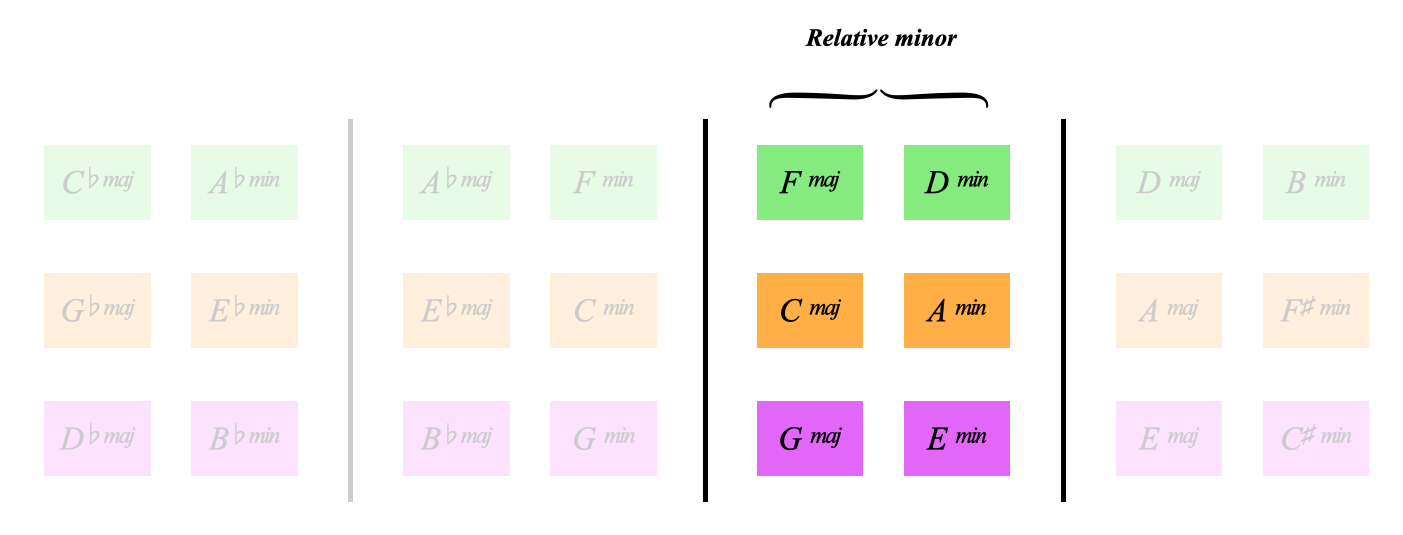 Relative minor
C♭ maj A♭ min A♭ maj F min F maj D min D maj B min
G♭ maj E♭ min E♭ maj C min C maj A min A maj F♯ min
D♭ maj B♭ min B♭ maj G min G maj E min E maj C♯ min